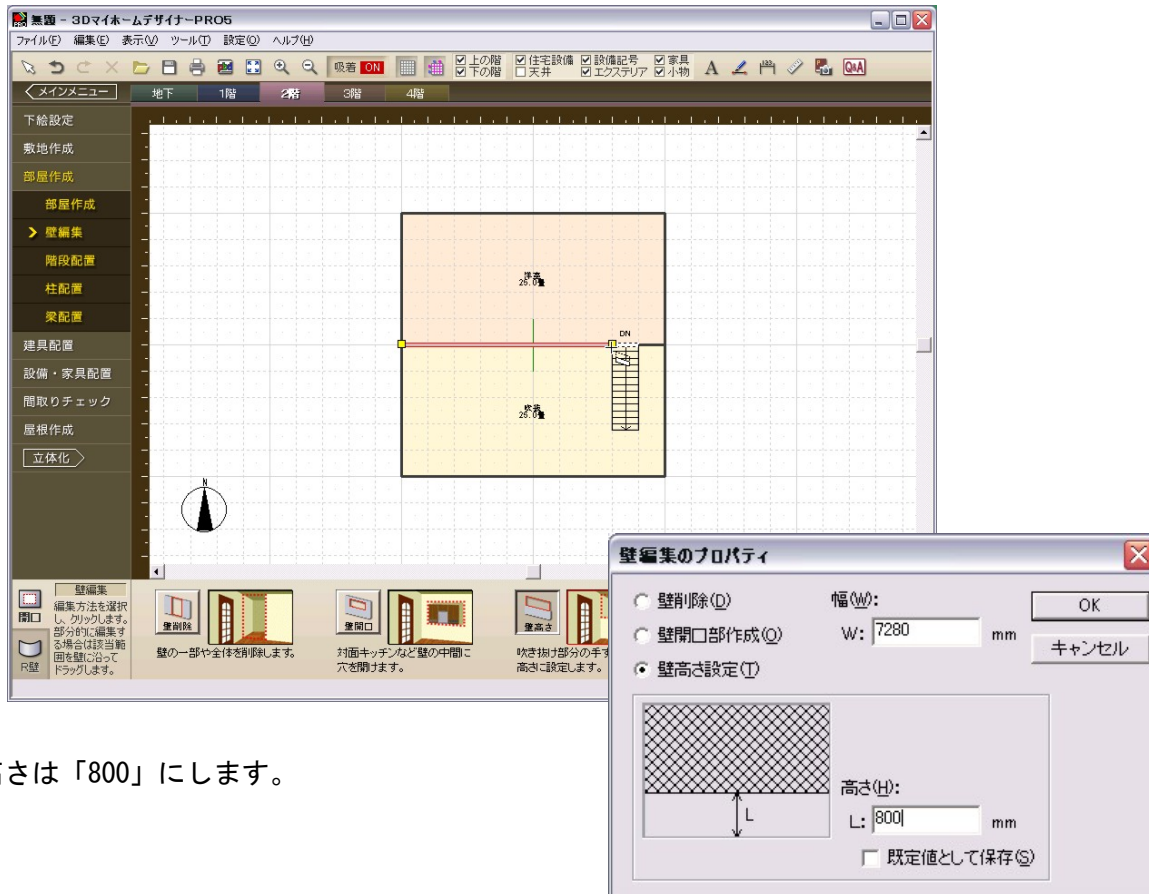 無題 - 3DマイホームデザイナーPRO5
ファイル(F) 編集(E) 表示(V) ツール(T) 設定(O) ヘルプ(H)
吸着 ON 上の階 住宅設備 設備記号 家具 A Q&A
下の階 天井 エクステリア 小物
メインメニュー 地下 1階 2階 3階 4階
下絵設定
敷地作成
部屋作成
部屋作成
壁編集
階段配置
柱配置
梁配置
建具配置
設備・家具配置
間取りチェック
屋根作成
立体化
25.0畳
DN
25.0畳
N
開口
R壁
壁編集
編集方法を選択
し、クリックします。
部分的に編集す
る場合は該当範
囲を壁に沿って
ドラッグします。
壁削除
壁の一部や全体を削除します。
壁開口
対面キッチンなど壁の中間に
穴を開けます。
壁高さ
吹き抜け部分の手す
高さに設定します。
壁編集のプロパティ
壁削除(D)
壁開口部作成(O)
壁高さ設定(T)
幅(W):
W: 7280 mm
OK
キャンセル
L
高さ(H):
L: 800 mm
既定値として保存(S)
さは「800」にします。